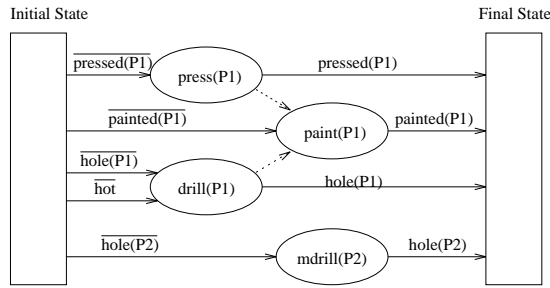 Initial State
Final State
pressed(P1)
press(P1)
pressed(P1)
painted(P1)
paint(P1)
painted(P1)
hole(P1)
hot
drill(P1)
hole(P1)
hole(P2)
mdrill(P2)
hole(P2)